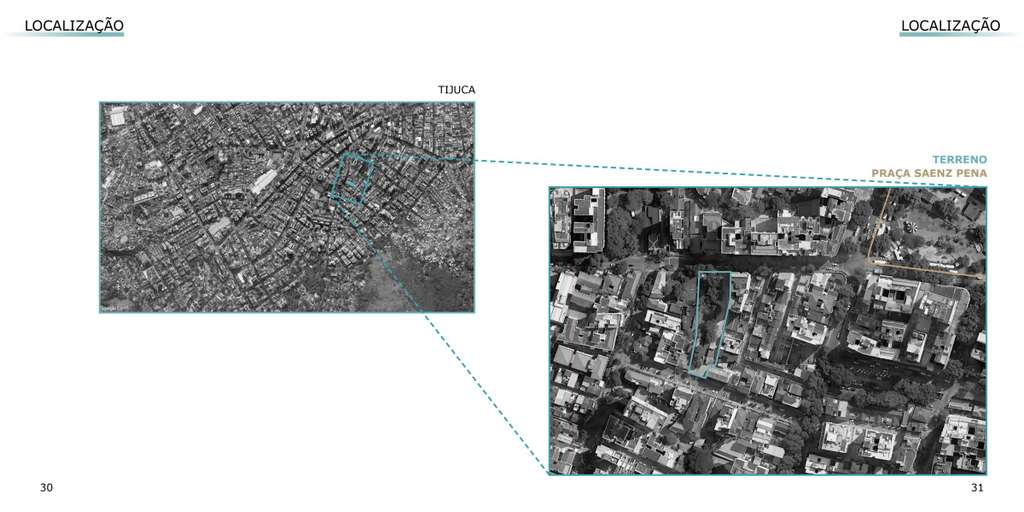 LOCALIZAÇÃO
LOCALIZAÇÃO
TIJUCA
TERRENO
PRAÇA SAENZ PENA
30
31